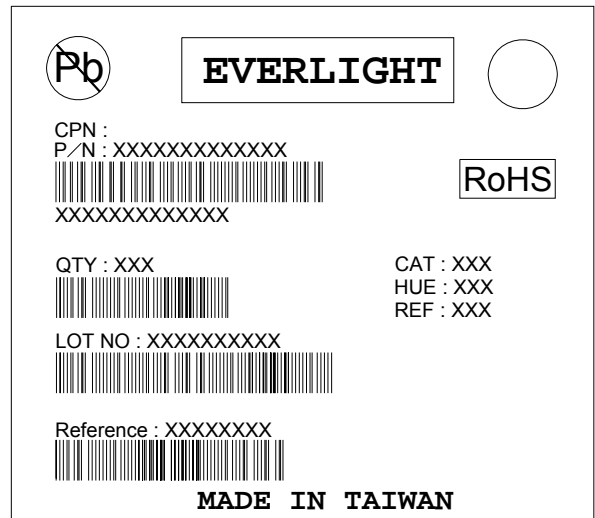 Pb
EVERLIGHT
CPN :
P/N : XXXXXXXXXXXXX
RoHS
XXXXXXXXXXXXX
QTY : XXX
CAT : XXX
HUE : XXX
REF : XXX
LOT NO : XXXXXXXXXX
Reference : XXXXXXXX
MADE IN TAIWAN